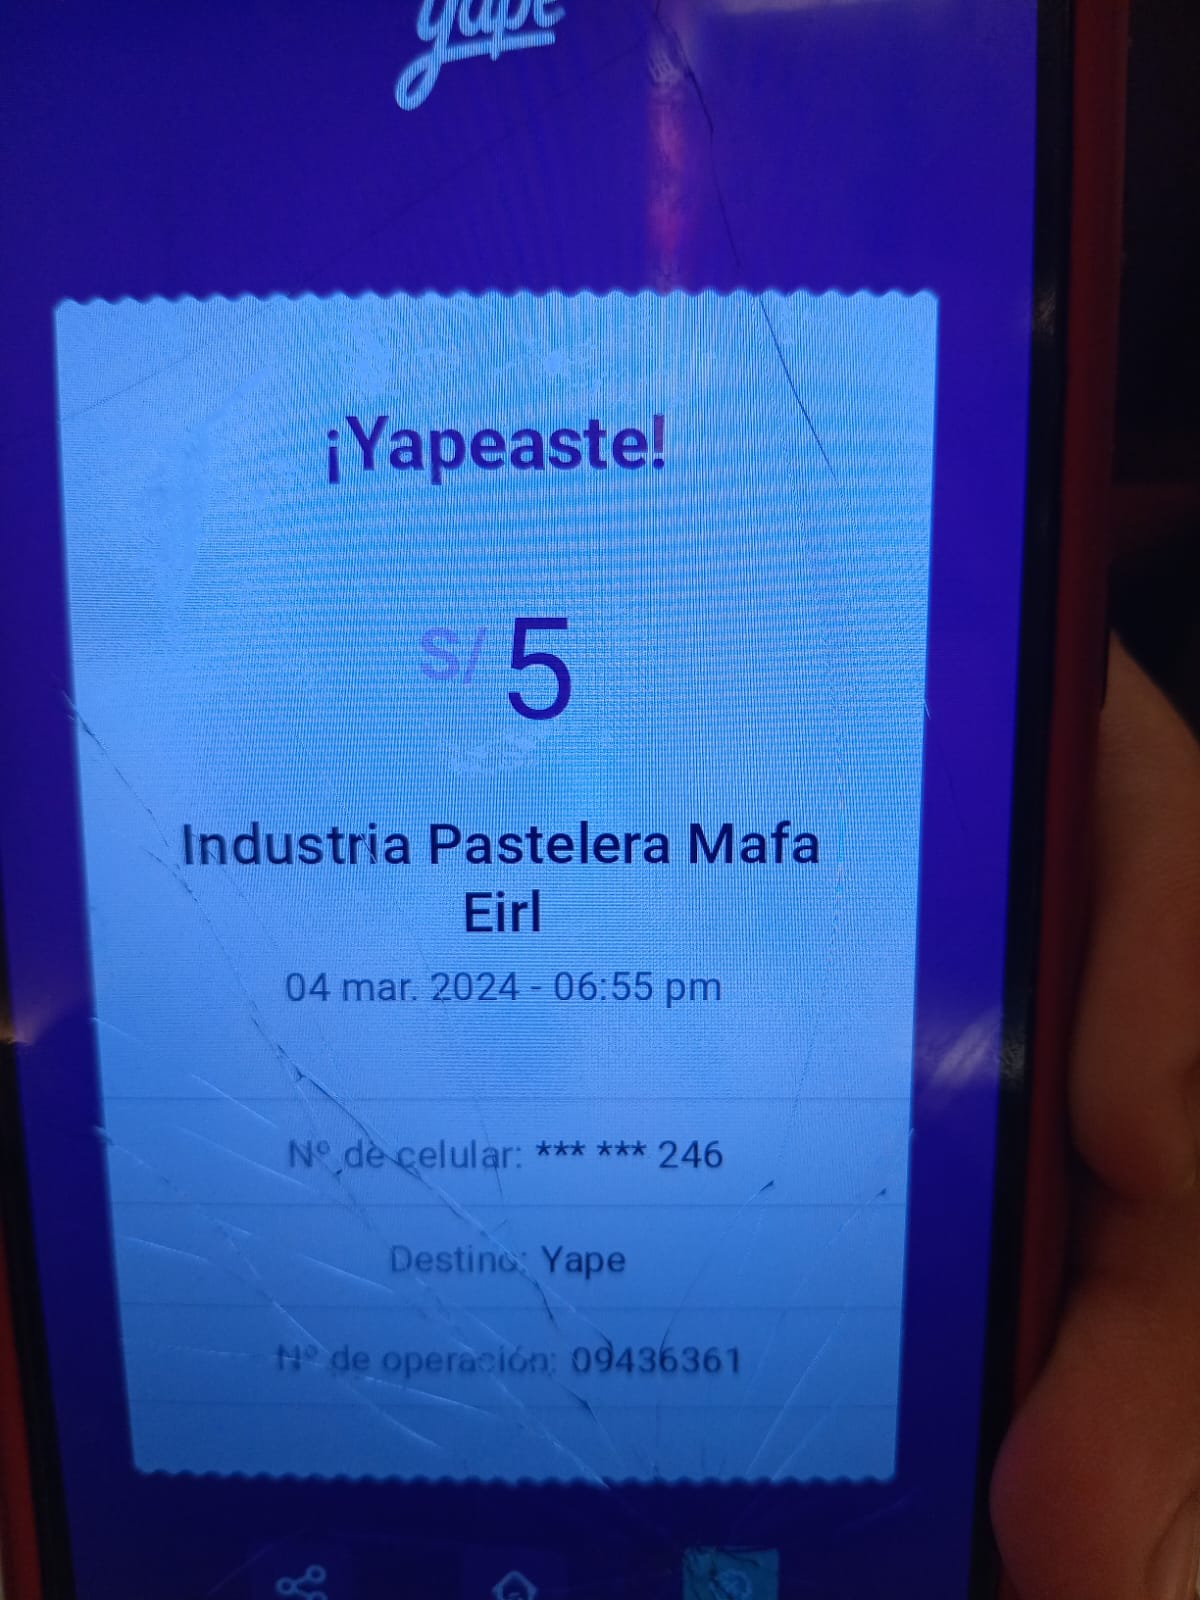 yape
¡Yapeaste!
S/ 5
Industria Pastelera Mafa
Eirl
04 mar. 2024 - 06:55 pm
Nº de celular: *** *** 246
Destino: Yape
Nº de operación: 09436361